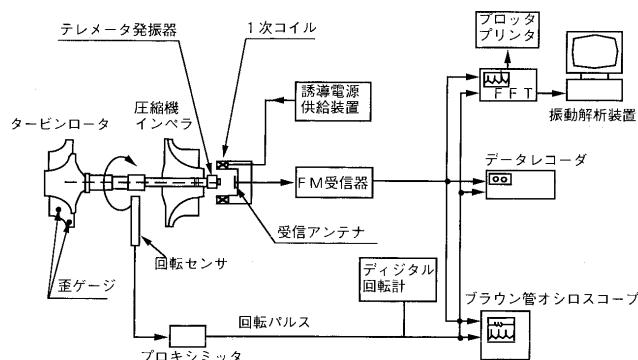 テレメータ発振器
1次コイル
プロッタ
プリンタ
誘導電源
供給装置
FFT
振動解析装置
圧縮機
インペラ
タービンロータ
データレコーダ
FM受信器
受信アンテナ
回転センサ
歪ゲージ
ディジタル
回転計
ブラウン管オシロスコープ
回転パルス
プロキシミッタ